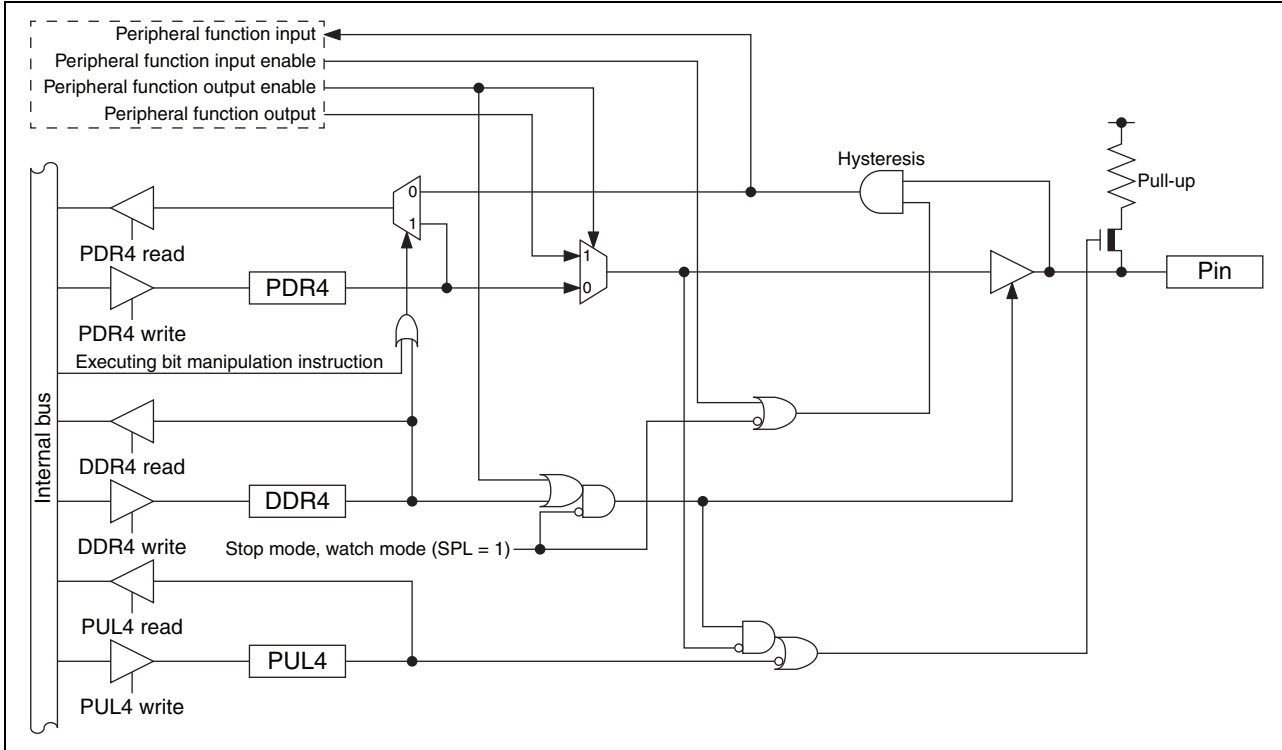 Peripheral function input
Peripheral function input enable
Peripheral function output enable
Peripheral function output
Hysteresis
Pull-up
0
1
PDR4 read
1
0
Pin
PDR4
PDR4 write
Executing bit manipulation instruction
Internal bus
DDR4 read
DDR4
DDR4 write
Stop mode, watch mode (SPL = 1)
PUL4 read
PUL4
PUL4 write